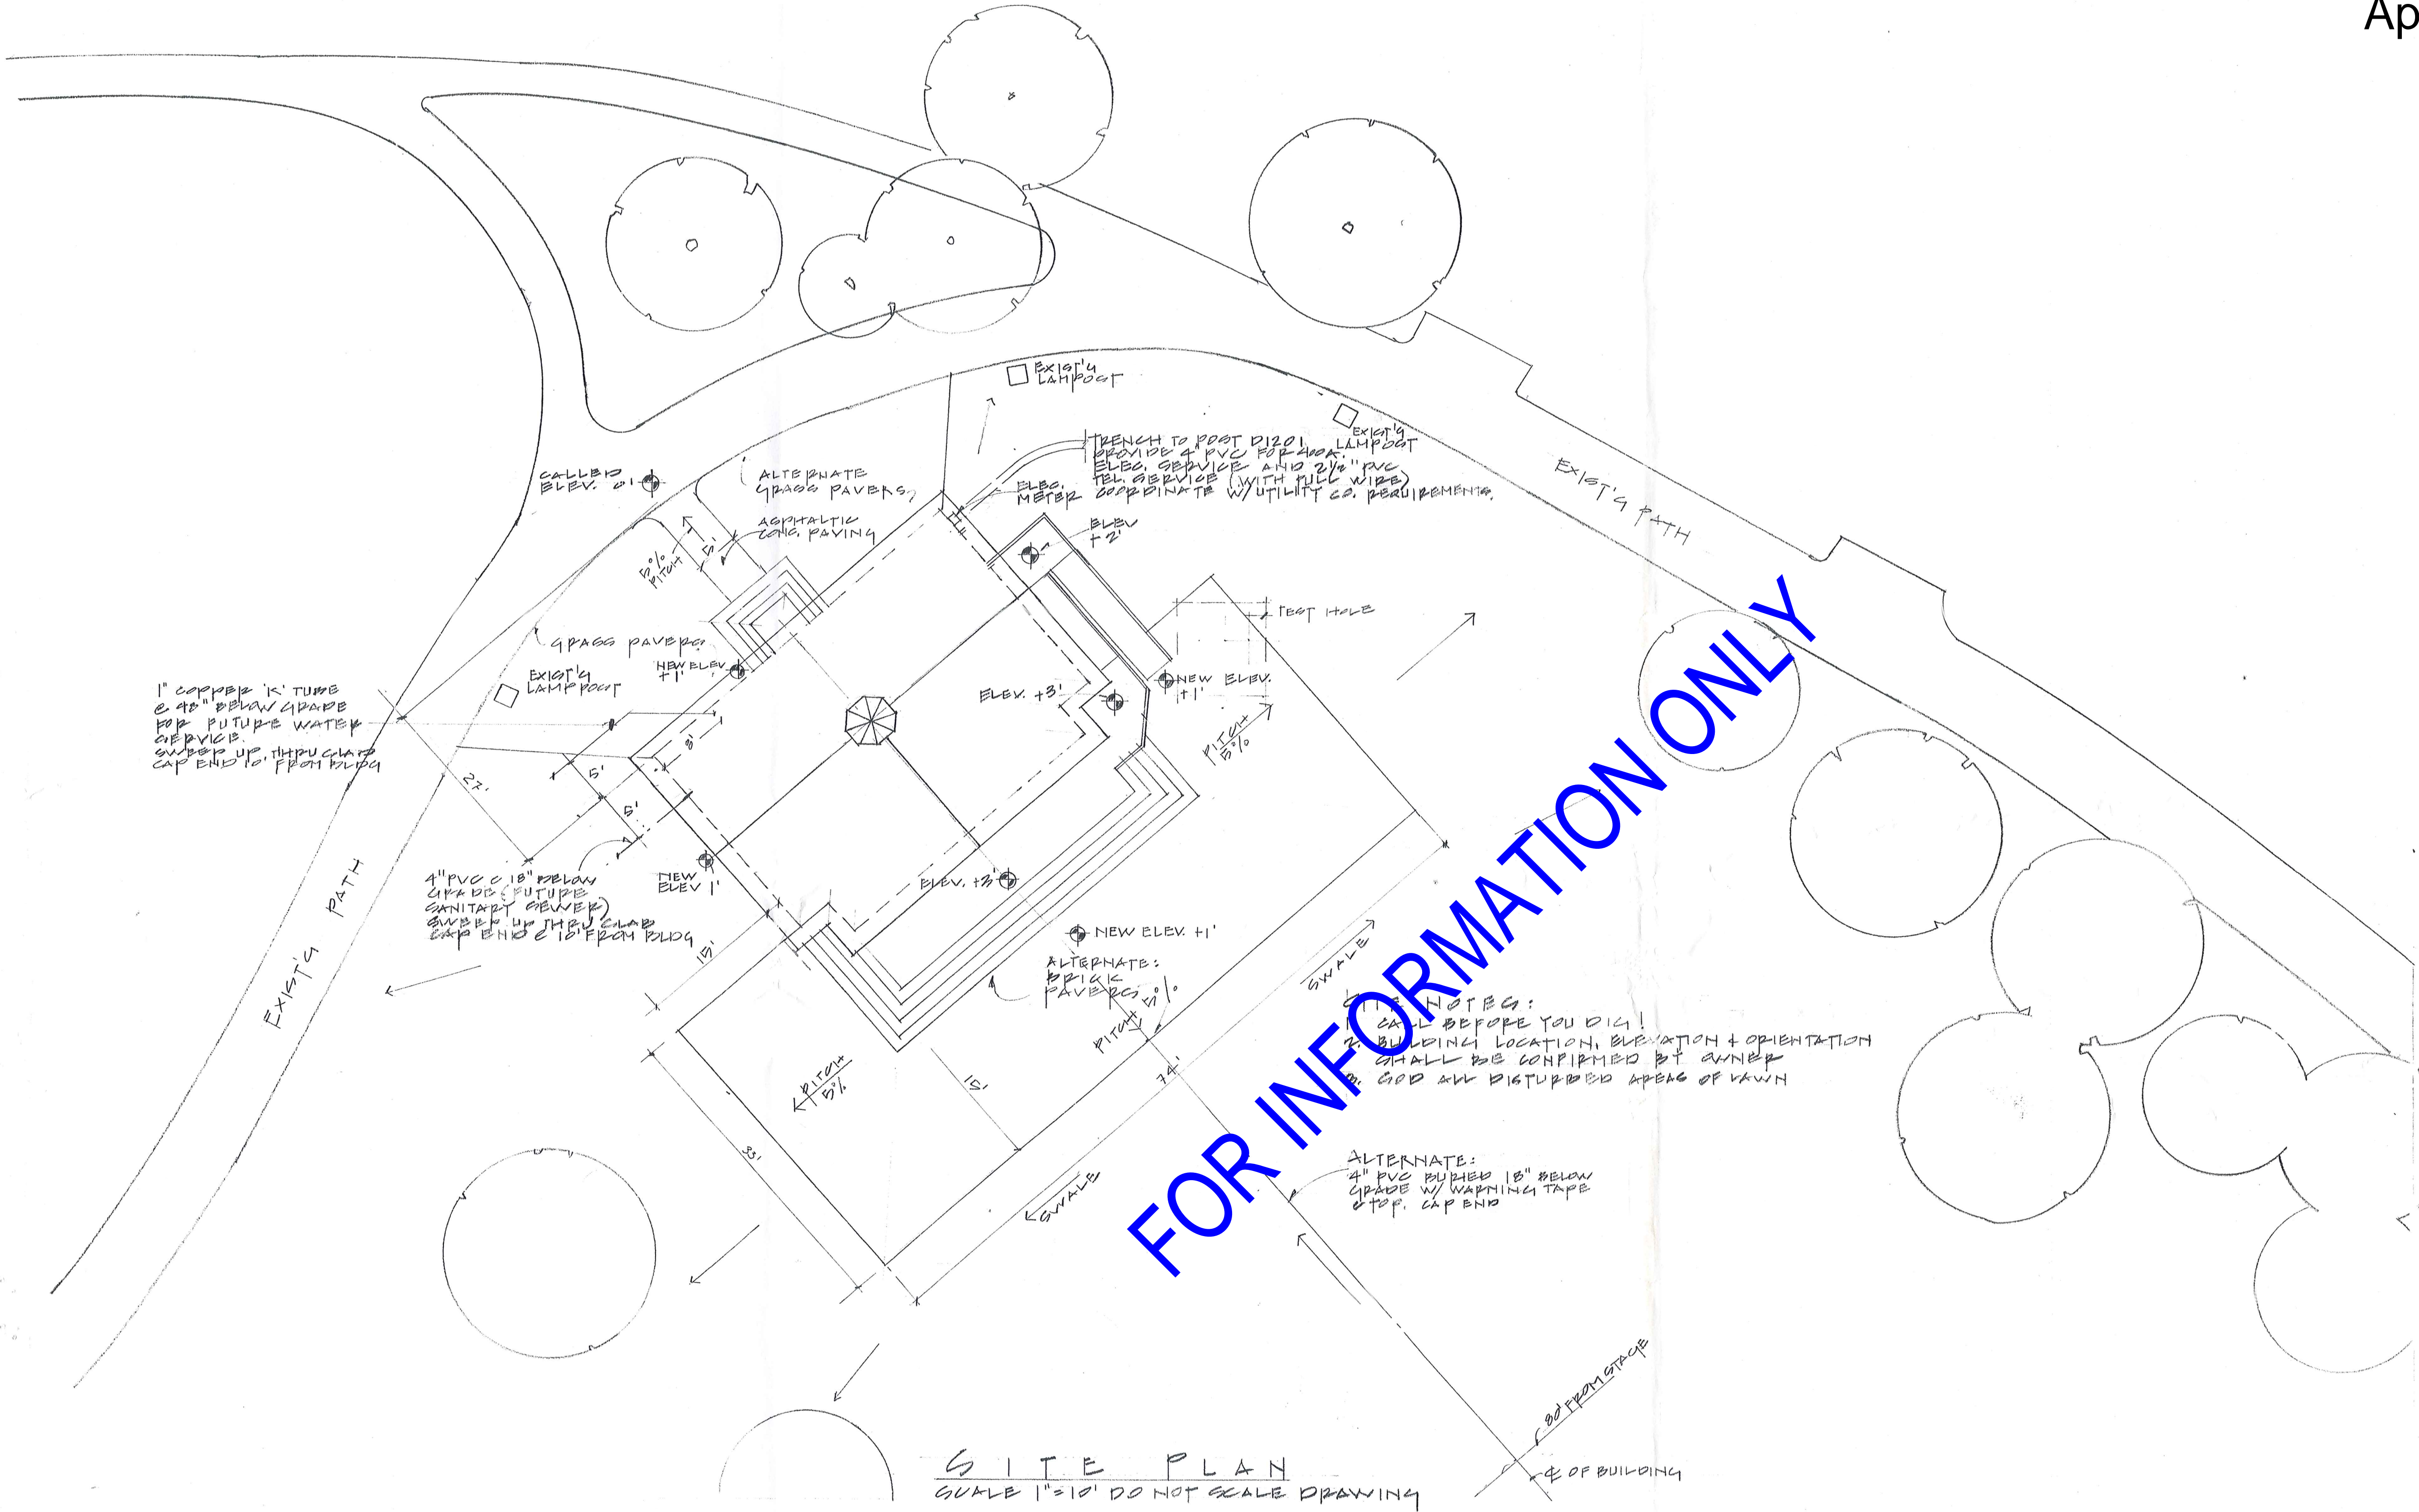 Ap
EXIST'G
LAMPOST
EXIST'G
LAMPOST
TRENCH TO POST D1201
PROVIDE 4" PVC FOR 400A.
ELEC. SERVICE AND 2½" PVC
TEL. SERVICE (WITH PULL WIRE)
COORDINATE W/ UTILITY CO. REQUIREMENTS.
ELEC.
METER
CALLED
ELEV. 0'
ALTERNATE
GRASS PAVERS
ASPHALTIC
CONC. PAVING
5%
PITCH
5'
ELEV
+2'
EXIST'G PATH
TEST HOLE
GRASS PAVERS
NEW ELEV
+1'
EXIST'G
LAMPPOST
1" COPPER 'K' TUBE
@ 48" BELOW GRADE
FOR FUTURE WATER
SERVICE.
SWEEP UP THRU SLAB
CAP END 10' FROM BLDG
ELEV. +3'
NEW ELEV.
+1'
PITCH
5%
8'
5'
27'
5'
4" PVC @ 18" BELOW
GRADE (FUTURE
SANITARY SEWER)
SWEEP UP THRU SLAB
CAP END @ 10' FROM BLDG
NEW
ELEV 1'
ELEV. +3'
NEW ELEV. +1'
ALTERNATE:
BRICK
PAVERS
PITCH 5%
EXIST'G PATH
15'
SWALE
SITE NOTES:
1. CALL BEFORE YOU DIG!
2. BUILDING LOCATION, ELEVATION & ORIENTATION
SHALL BE CONFIRMED BY OWNER
3. SOD ALL DISTURBED AREAS OF LAWN
PITCH
5%
15'
74'
33'
SWALE
ALTERNATE:
4" PVC BURIED 18" BELOW
GRADE W/ WARNING TAPE
@ TOP. CAP END
FOR INFORMATION ONLY
80' FROM STAGE
℄ OF BUILDING
SITE PLAN
SCALE 1"=10' DO NOT SCALE DRAWING